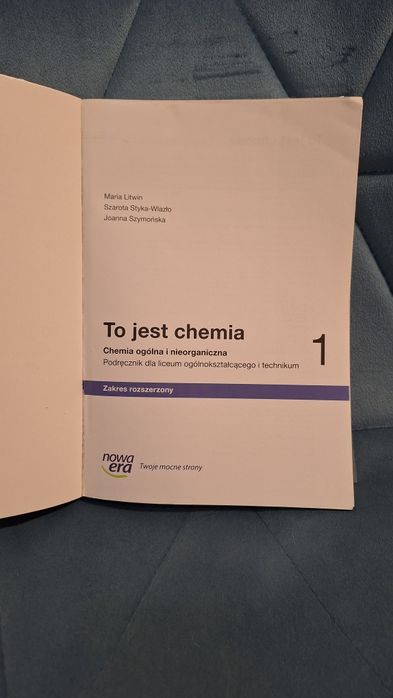 Maria Litwin
Szarota Styka-Wlazło
Joanna Szymońska
To jest chemia 1
Chemia ogólna i nieorganiczna
Podręcznik dla liceum ogólnokształcącego i technikum
Zakres rozszerzony
nowa
era
Twoje mocne strony